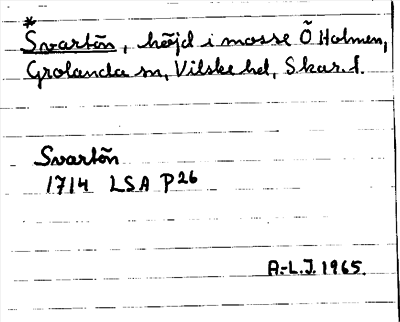 *
Svartön, höjd i mosse Ö Holmen,
Grolanda sn, Vilske hd, Skar. l.
Svartön
1714 LSA P26
A.-L.J. 1965.